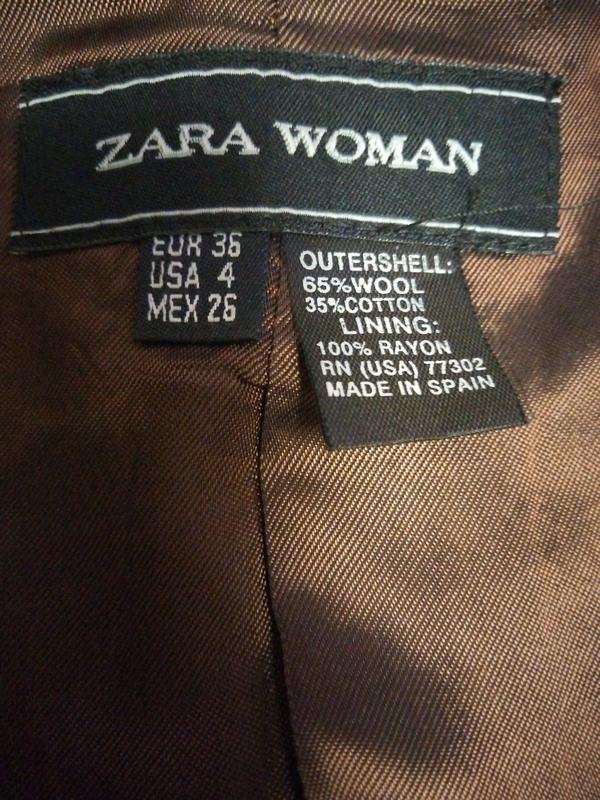 ZARA WOMAN
EUR 36
USA 4
MEX 26
OUTERSHELL:
65%WOOL
35%COTTON
LINING:
100% RAYON
RN (USA) 77302
MADE IN SPAIN